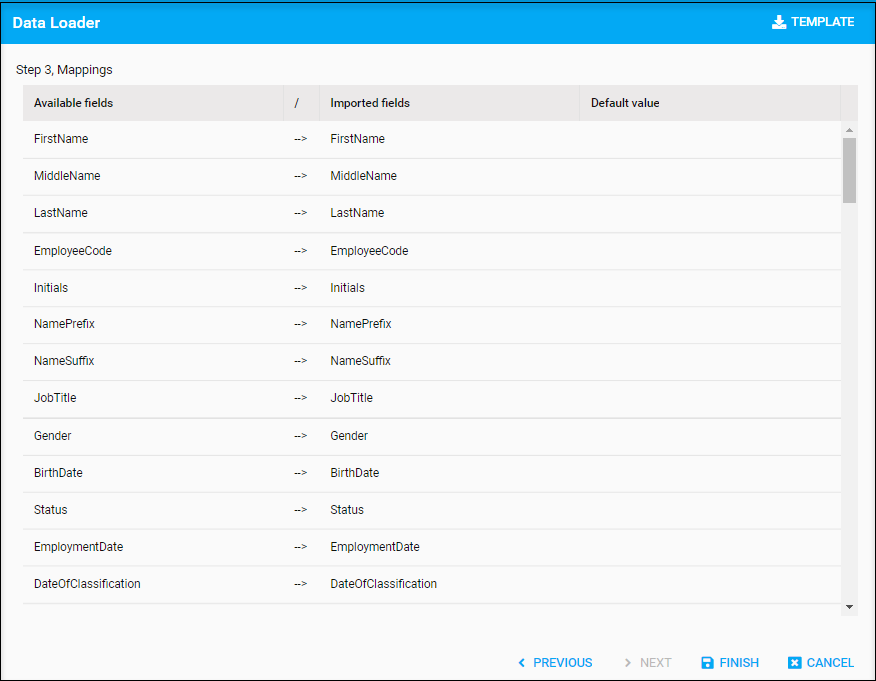 Data Loader TEMPLATE
Step 3, Mappings
Available fields / Imported fields Default value
FirstName --> FirstName
MiddleName --> MiddleName
LastName --> LastName
EmployeeCode --> EmployeeCode
Initials --> Initials
NamePrefix --> NamePrefix
NameSuffix --> NameSuffix
JobTitle --> JobTitle
Gender --> Gender
BirthDate --> BirthDate
Status --> Status
EmploymentDate --> EmploymentDate
DateOfClassification --> DateOfClassification
PREVIOUS NEXT FINISH CANCEL